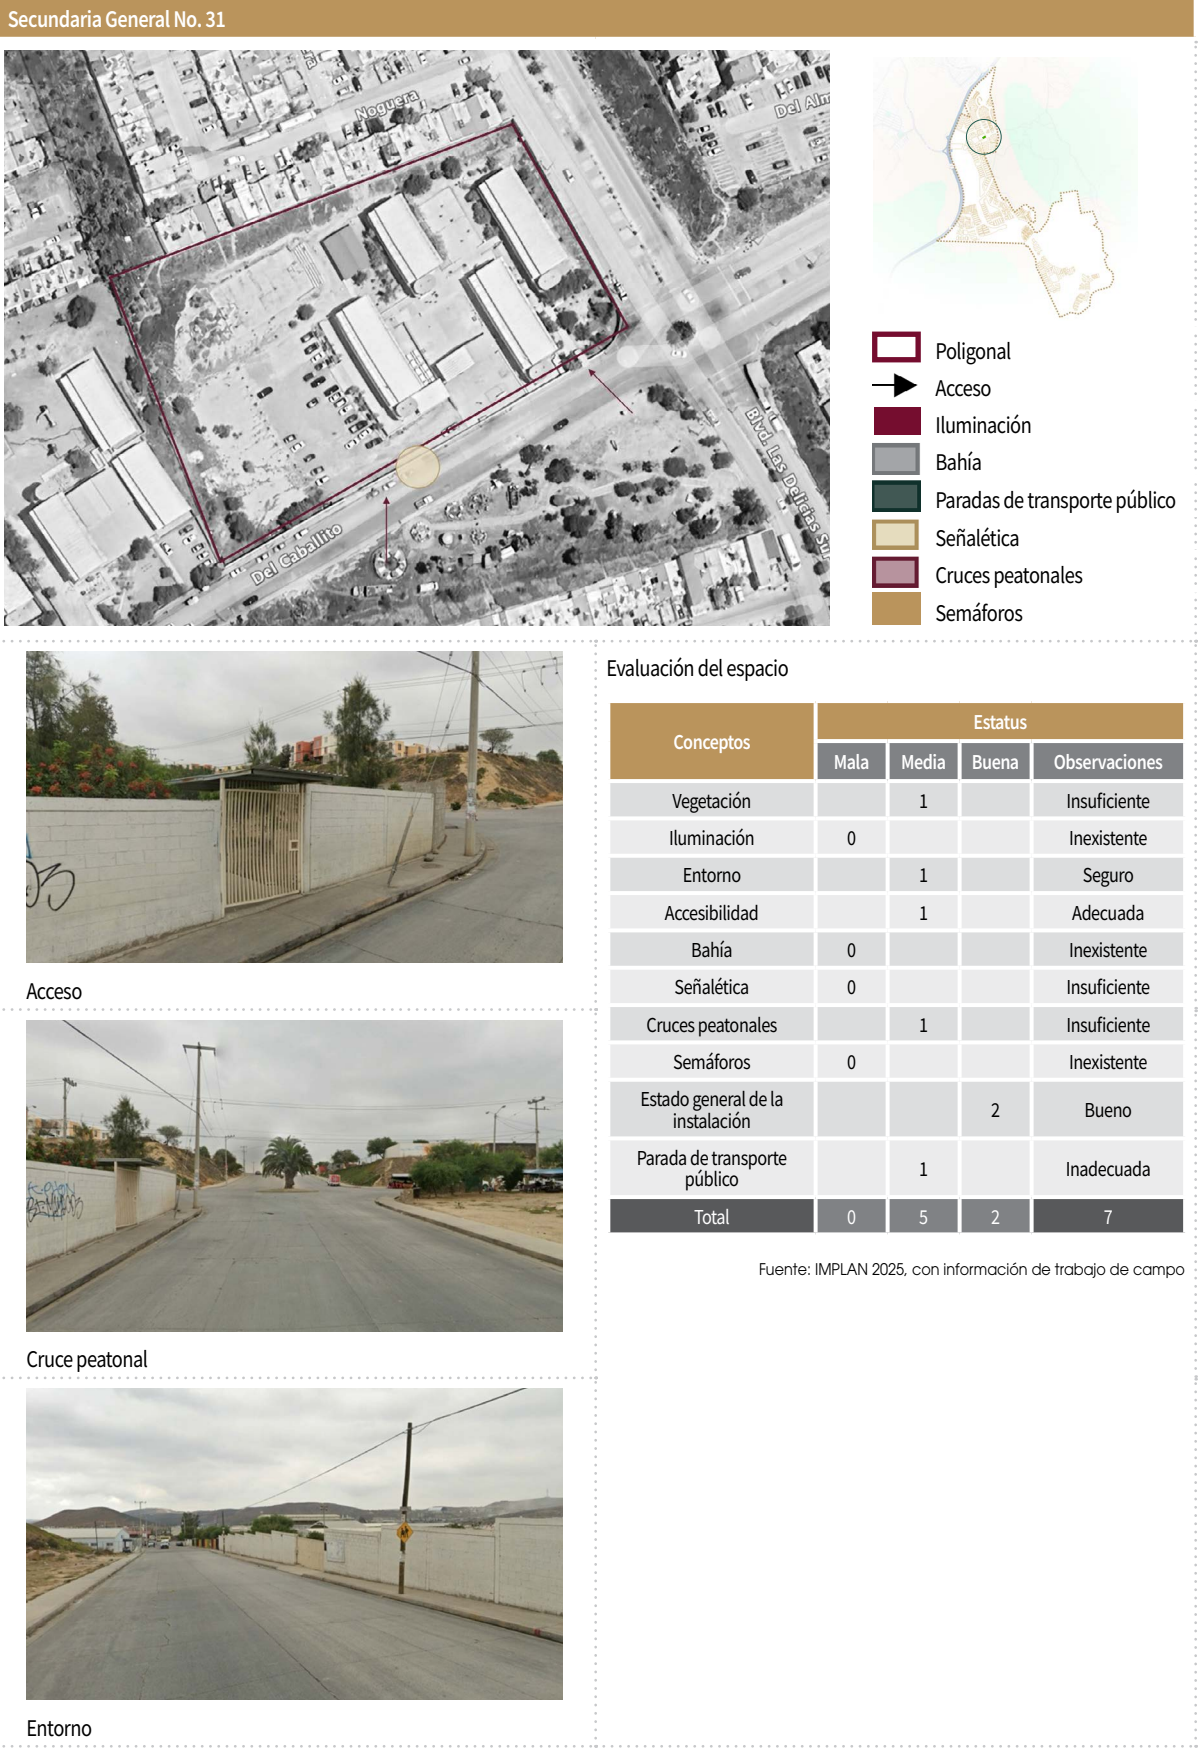 Secundaria General No. 31
Noguera
Del Alm
Blvd. Las Delicias Su
Del Caballito
Poligonal
Acceso
Iluminación
Bahía
Paradas de transporte público
Señalética
Cruces peatonales
Semáforos
Acceso
Cruce peatonal
Entorno
Evaluación del espacio
Conceptos Estatus
Mala Media Buena Observaciones
Vegetación 1 Insuficiente
Iluminación 0 Inexistente
Entorno 1 Seguro
Accesibilidad 1 Adecuada
Bahía 0 Inexistente
Señalética 0 Insuficiente
Cruces peatonales 1 Insuficiente
Semáforos 0 Inexistente
Estado general de la
instalación 2 Bueno
Parada de transporte
público 1 Inadecuada
Total 0 5 2 7
Fuente: IMPLAN 2025, con información de trabajo de campo